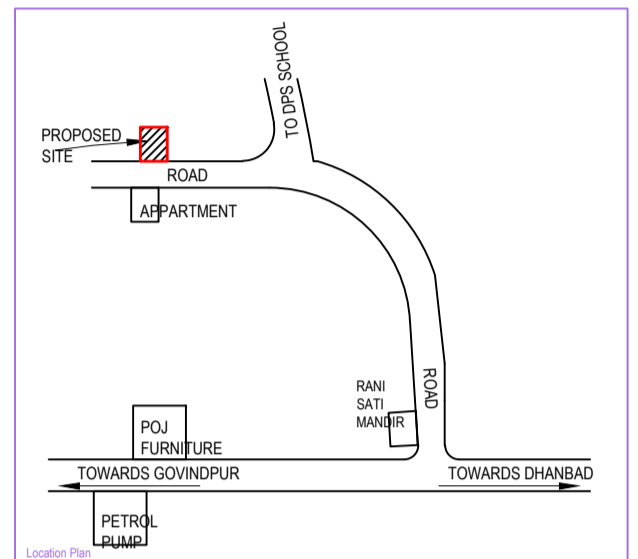 TO DPS SCHOOL
PROPOSED
SITE
ROAD
APPARTMENT
RANI
SATI
MANDIR
ROAD
POJ
FURNITURE
TOWARDS GOVINDPUR
TOWARDS DHANBAD
PETROL
PUMP
Location Plan